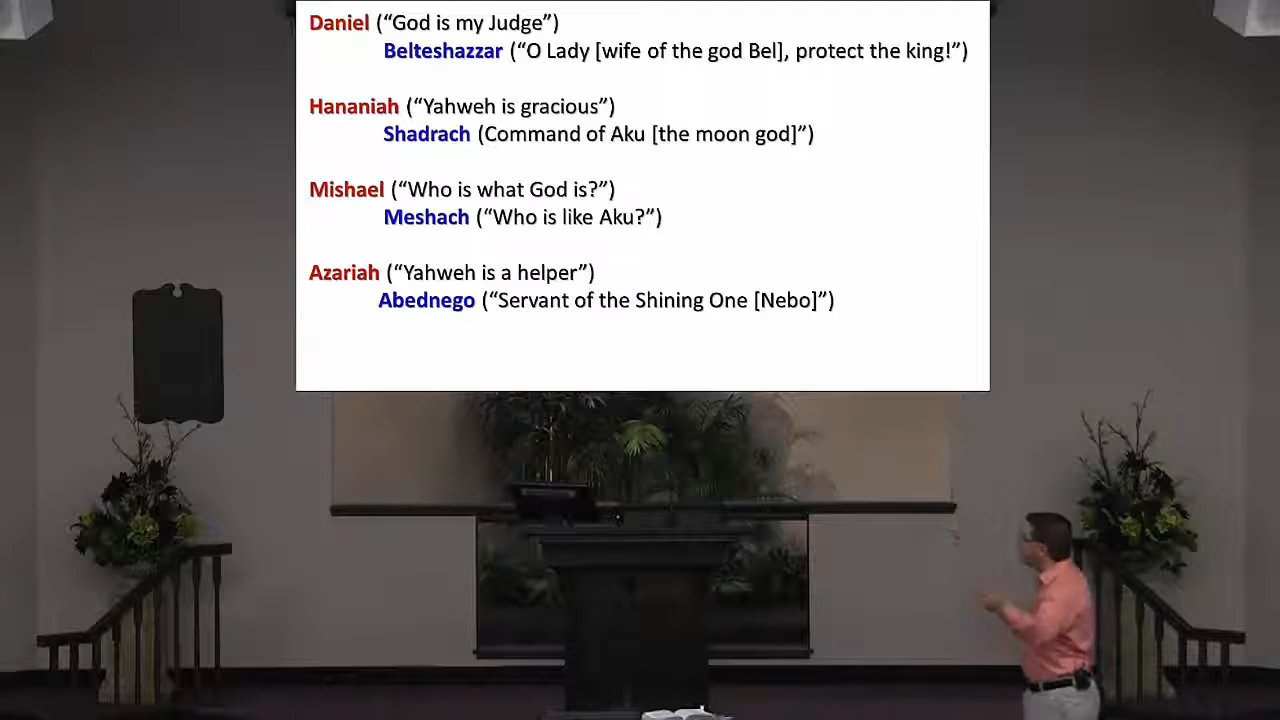 Daniel (“God is my Judge”)
Belteshazzar (“O Lady [wife of the god Bel], protect the king!”)
Hananiah (“Yahweh is gracious”)
Shadrach (Command of Aku [the moon god]”)
Mishael (“Who is what God is?”)
Meshach (“Who is like Aku?”)
Azariah (“Yahweh is a helper”)
Abednego (“Servant of the Shining One [Nebo]”)